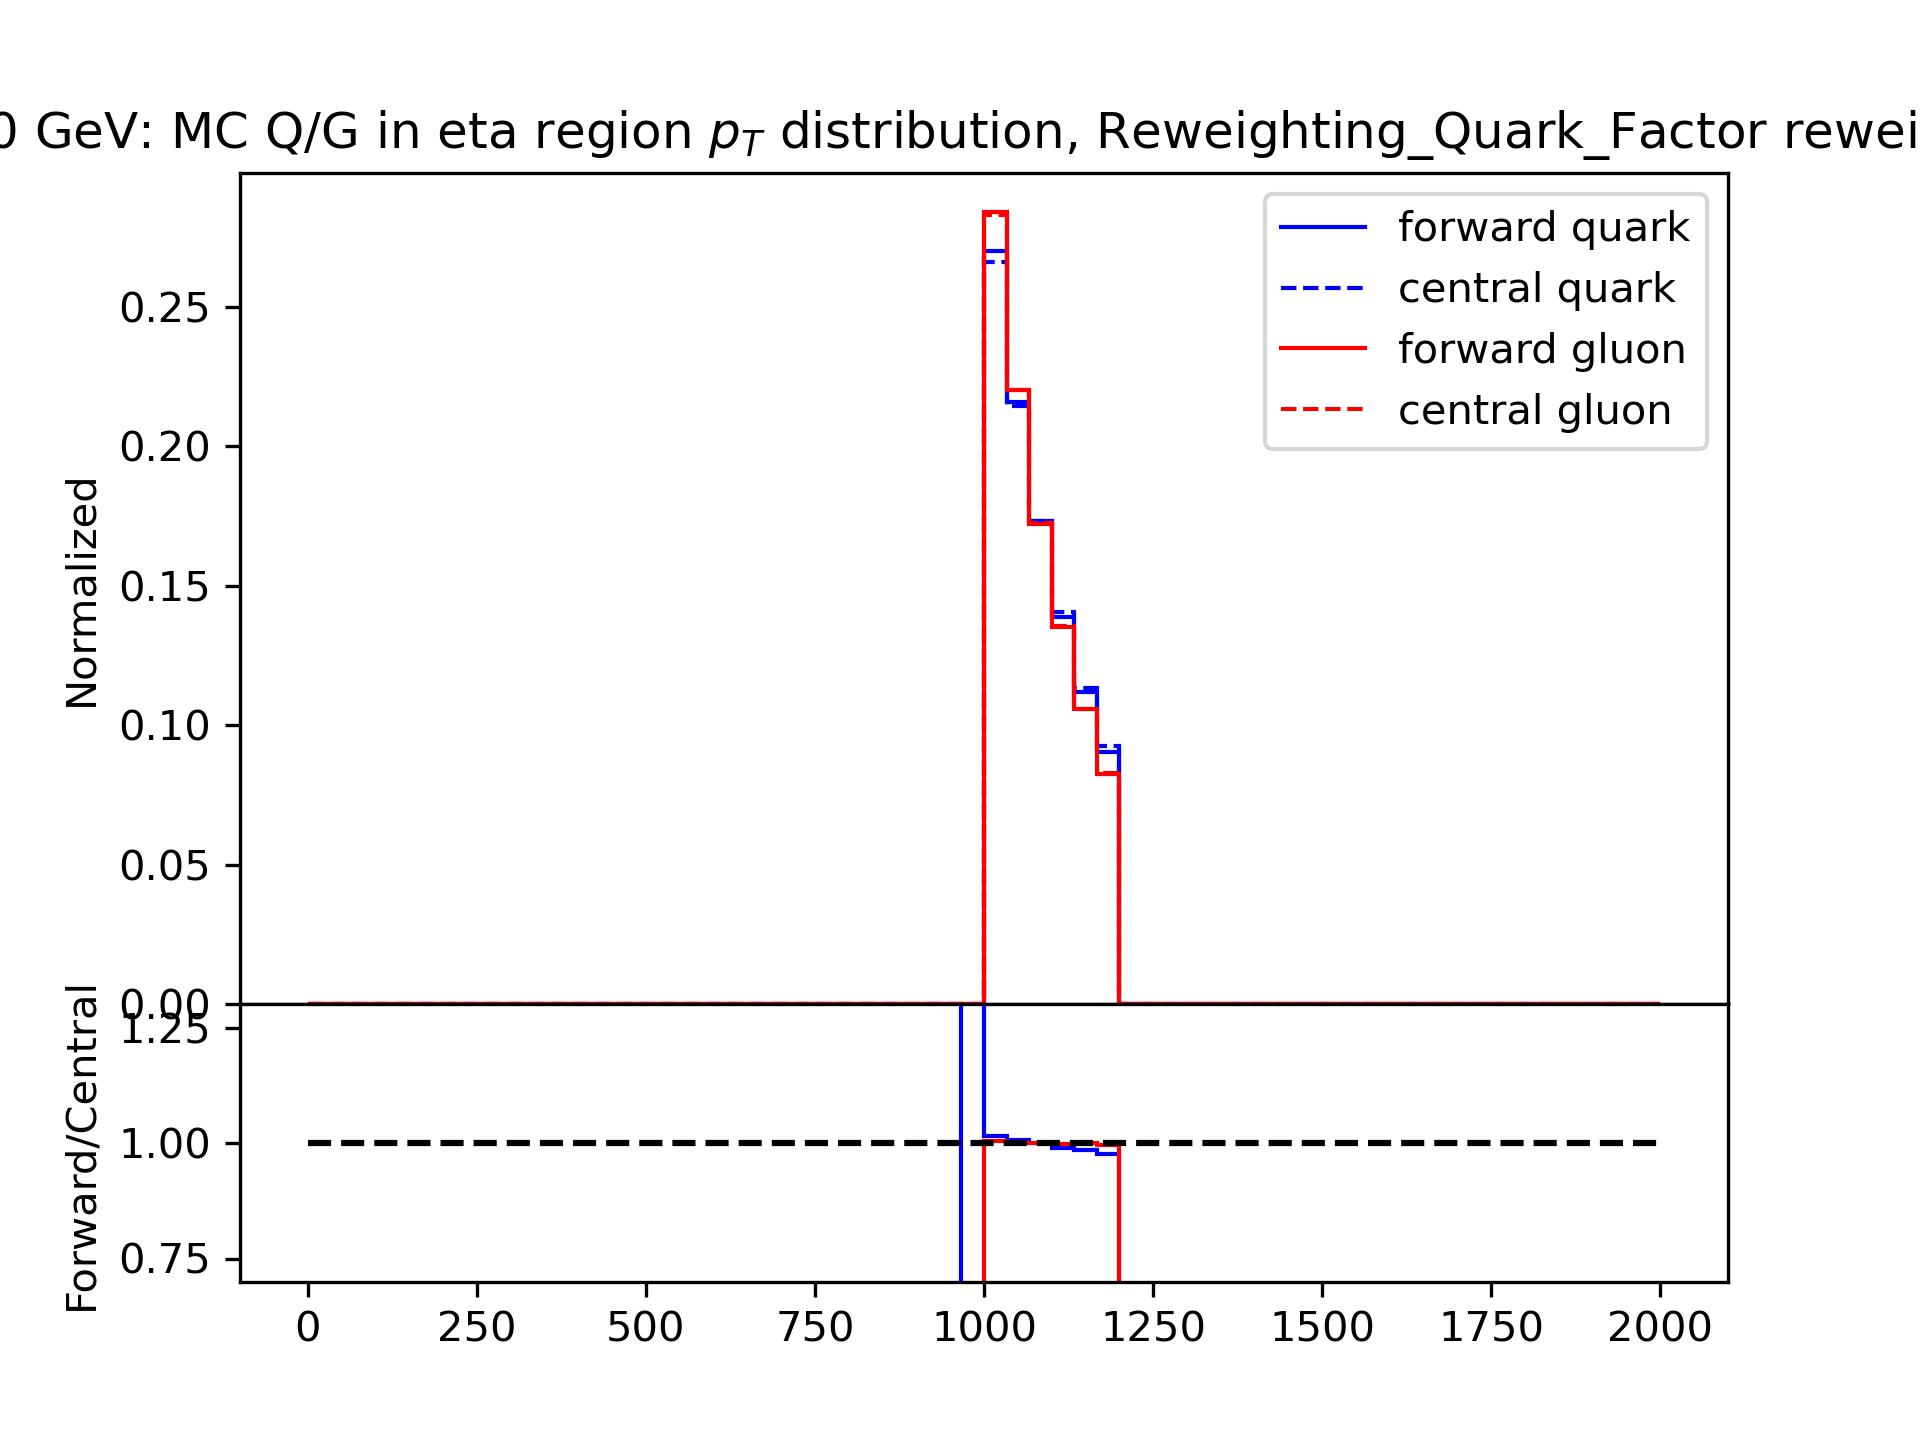 0 GeV: MC Q/G in eta region p_T distribution, Reweighting_Quark_Factor rewei
forward quark
central quark
forward gluon
central gluon
Normalized
0.25
0.20
0.15
0.10
0.05
0.00
Forward/Central
1.25
1.00
0.75
0 250 500 750 1000 1250 1500 1750 2000